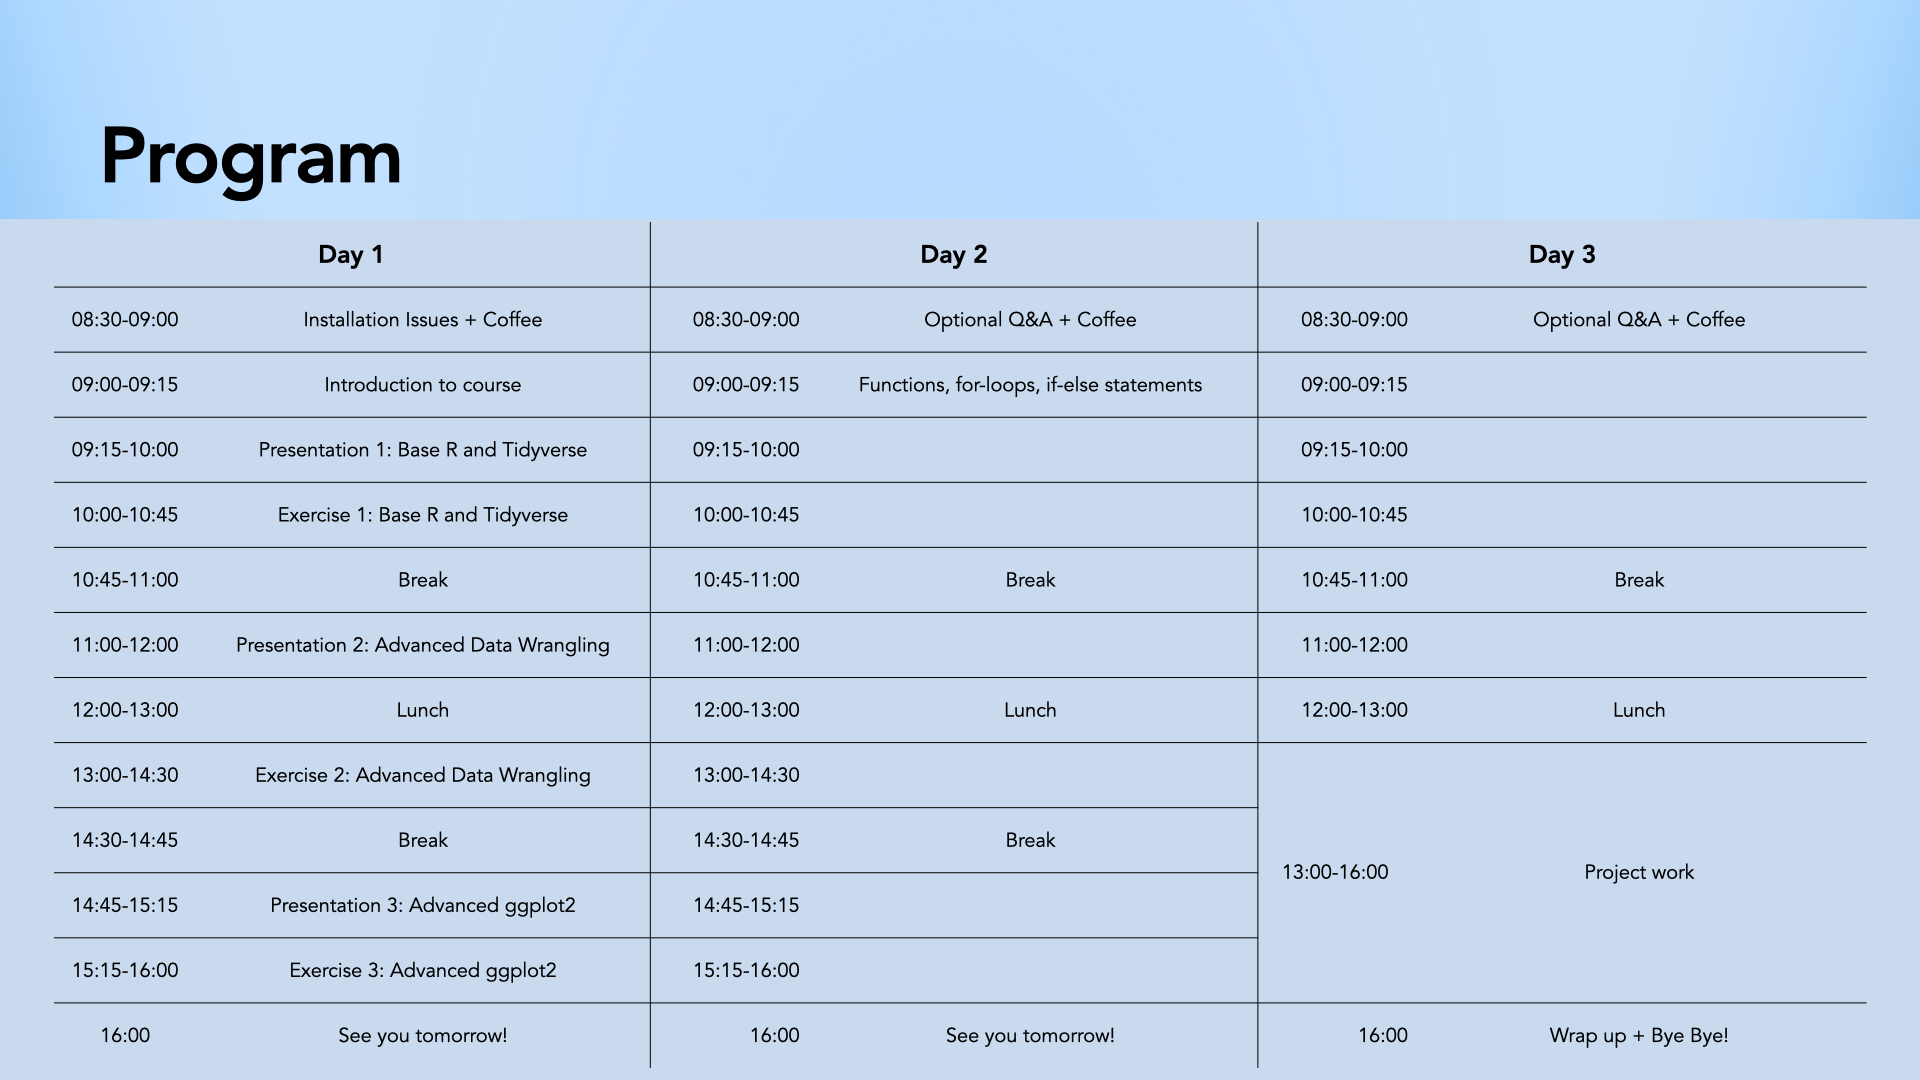 Program
Day 1 Day 2 Day 3
08:30-09:00 Installation Issues + Coffee 08:30-09:00 Optional Q&A + Coffee 08:30-09:00 Optional Q&A + Coffee
09:00-09:15 Introduction to course 09:00-09:15 Functions, for-loops, if-else statements 09:00-09:15
09:15-10:00 Presentation 1: Base R and Tidyverse 09:15-10:00 09:15-10:00
10:00-10:45 Exercise 1: Base R and Tidyverse 10:00-10:45 10:00-10:45
10:45-11:00 Break 10:45-11:00 Break 10:45-11:00 Break
11:00-12:00 Presentation 2: Advanced Data Wrangling 11:00-12:00 11:00-12:00
12:00-13:00 Lunch 12:00-13:00 Lunch 12:00-13:00 Lunch
13:00-14:30 Exercise 2: Advanced Data Wrangling 13:00-14:30
14:30-14:45 Break 14:30-14:45 Break
13:00-16:00 Project work
14:45-15:15 Presentation 3: Advanced ggplot2 14:45-15:15
15:15-16:00 Exercise 3: Advanced ggplot2 15:15-16:00
16:00 See you tomorrow! 16:00 See you tomorrow! 16:00 Wrap up + Bye Bye!